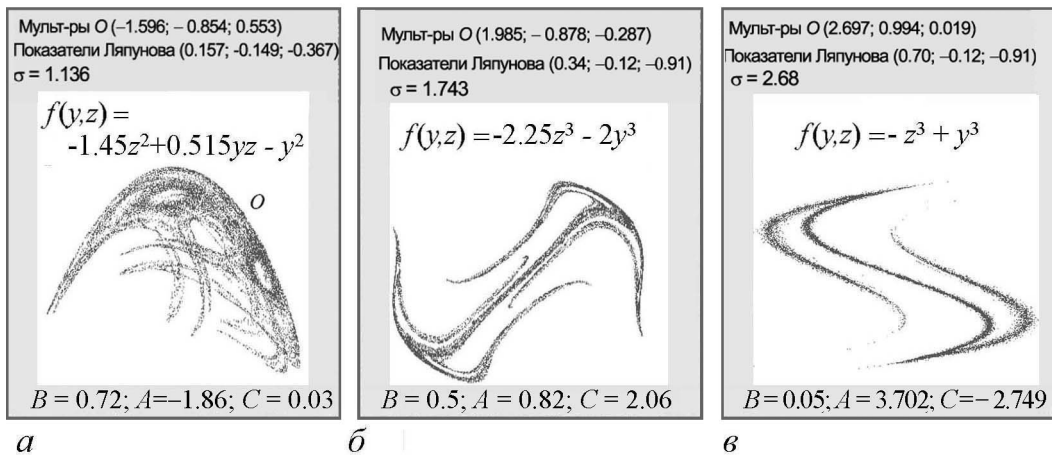 Мульт-ры O (–1.596; – 0.854; 0.553)
Показатели Ляпунова (0.157; -0.149; -0.367)
σ = 1.136
f(y,z) =
-1.45z²+0.515yz - y²
O
B = 0.72; A=–1.86; C = 0.03
а
Мульт-ры O (1.985; – 0.878; –0.287)
Показатели Ляпунова (0.34; –0.12; –0.91)
σ = 1.743
f(y,z) =-2.25z³ - 2y³
B = 0.5; A = 0.82; C = 2.06
б
Мульт-ры O (2.697; 0.994; 0.019)
Показатели Ляпунова (0.70; –0.12; –0.91)
σ = 2.68
f(y,z) =- z³ + y³
B = 0.05; A = 3.702; C=– 2.749
в